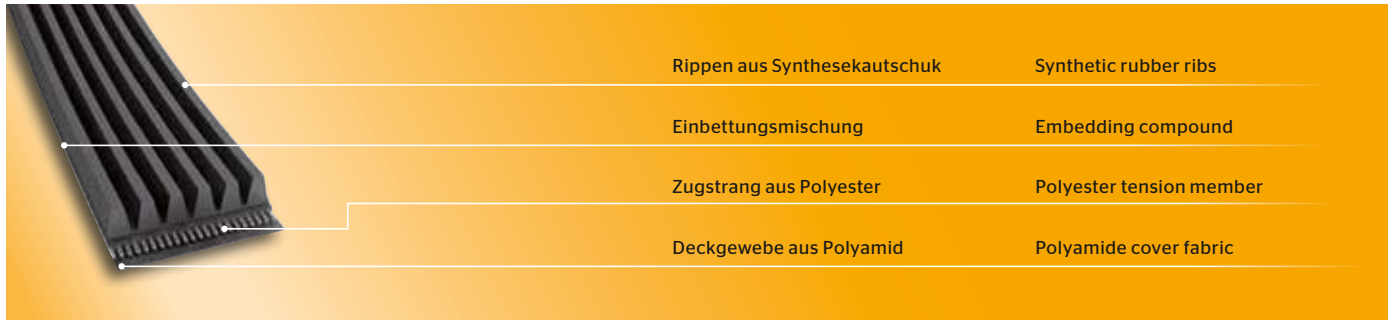 Rippen aus Synthesekautschuk Synthetic rubber ribs
Einbettungsmischung Embedding compound
Zugstrang aus Polyester Polyester tension member
Deckgewebe aus Polyamid Polyamide cover fabric